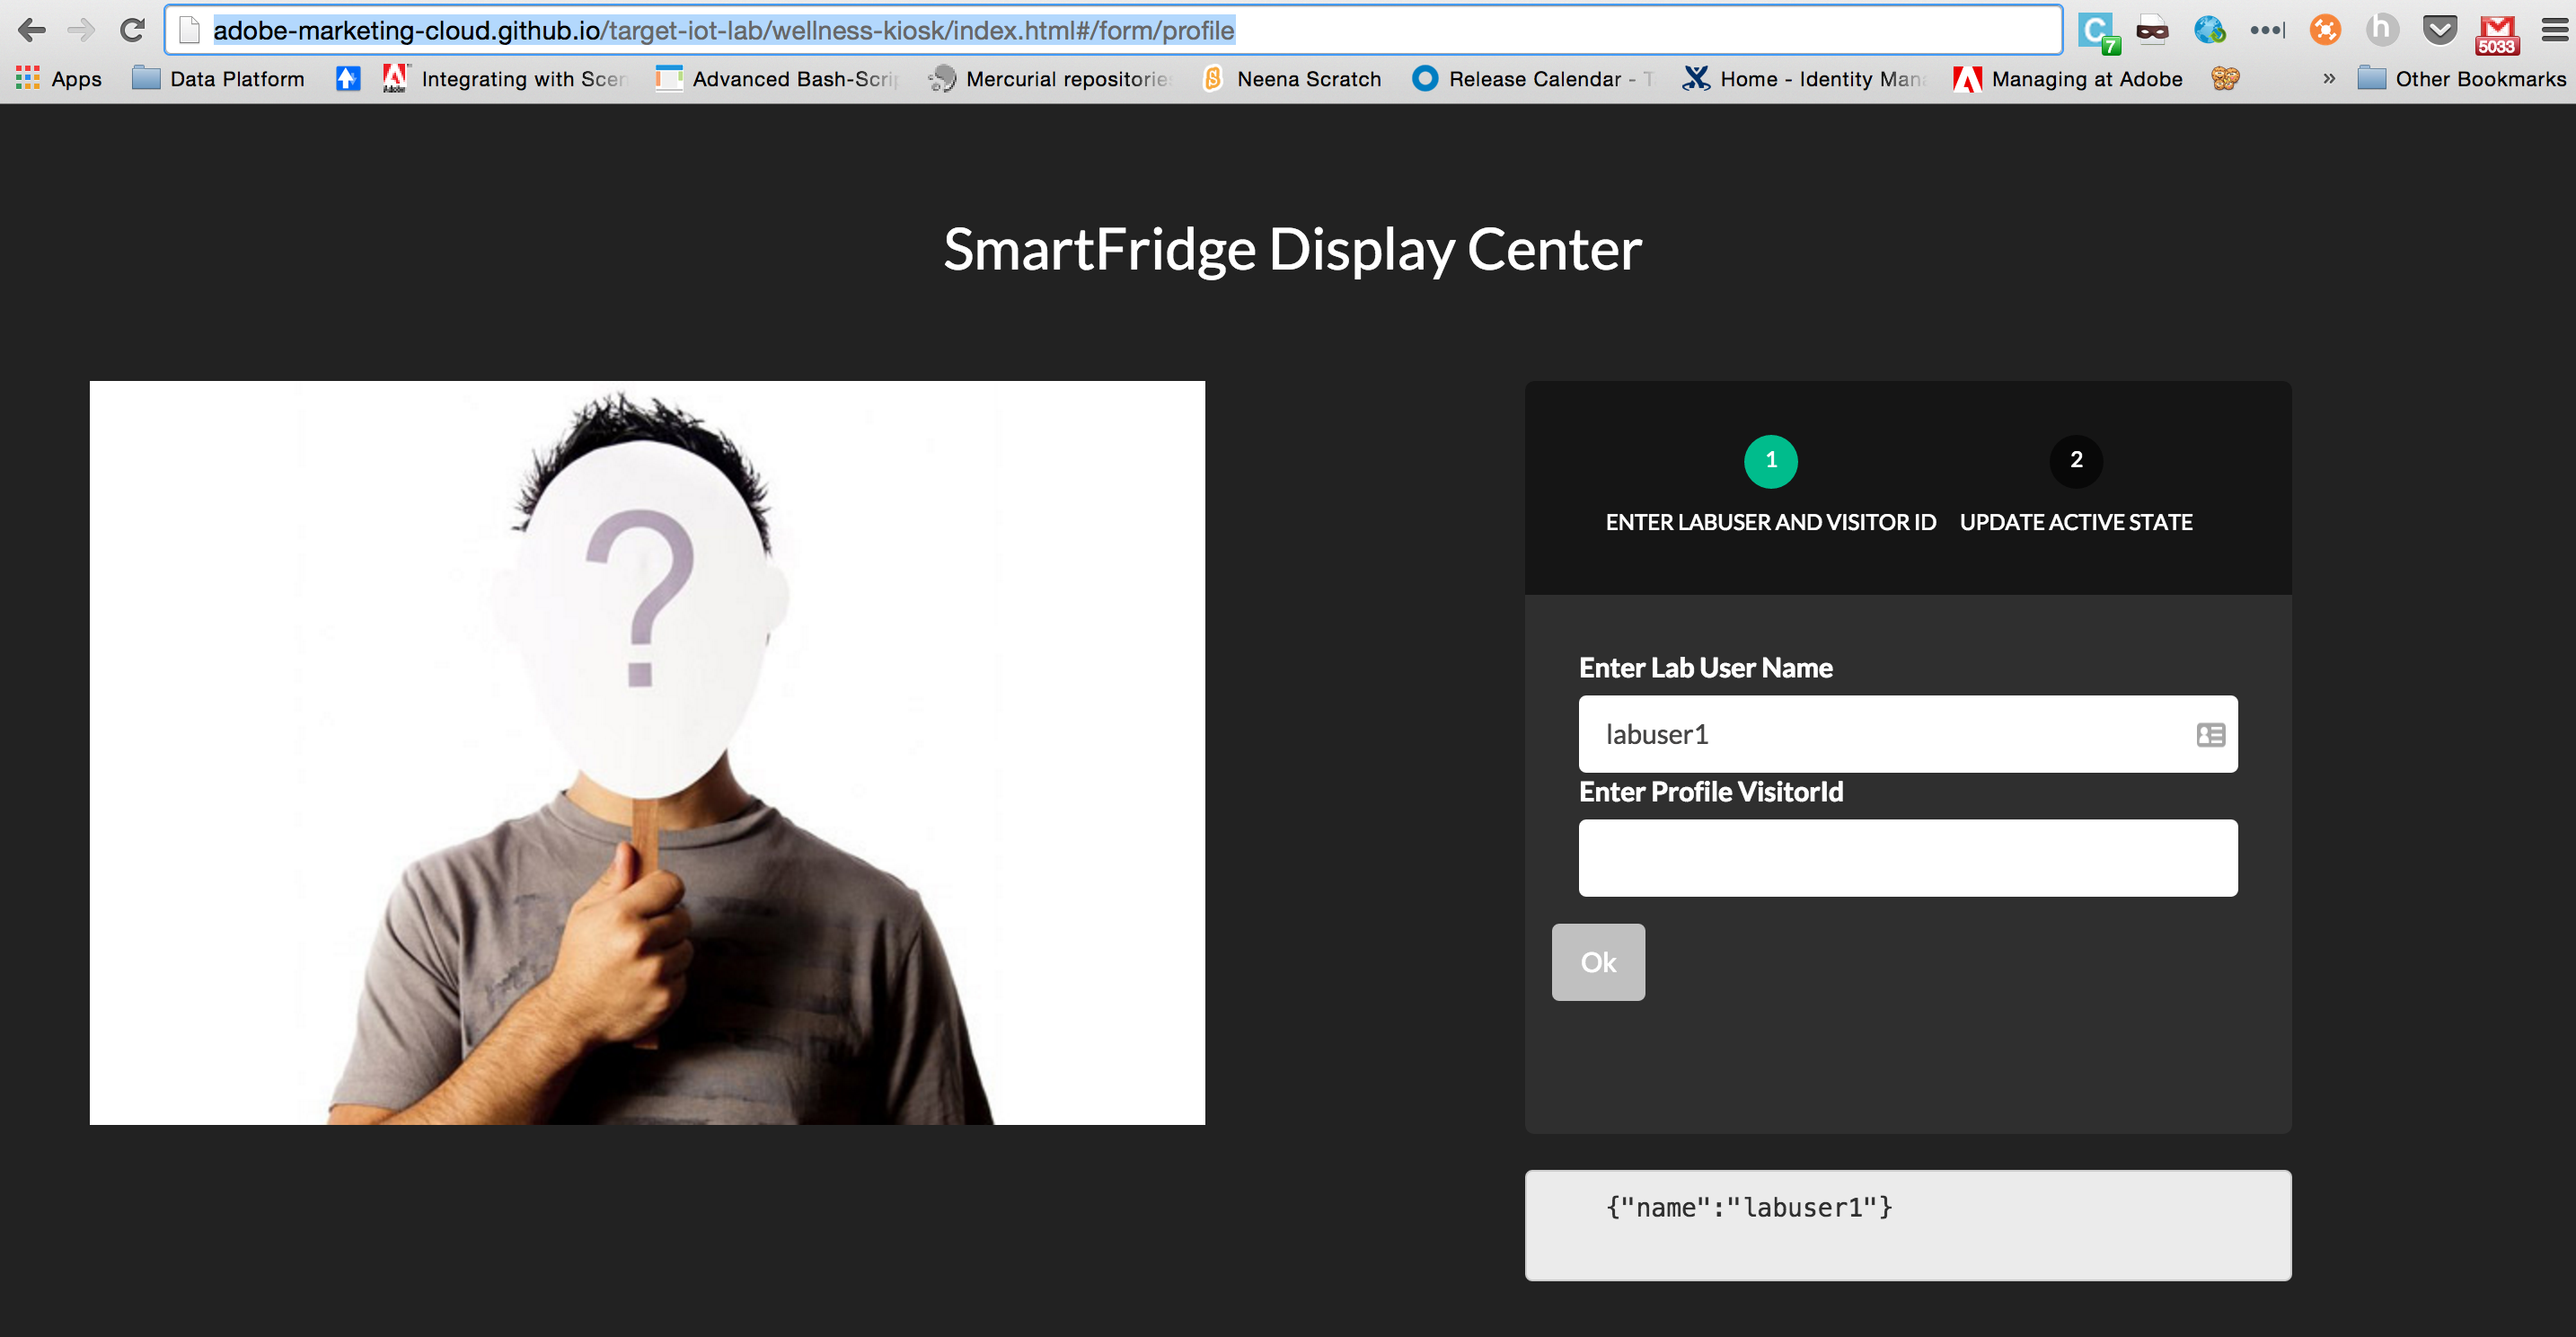 adobe-marketing-cloud.github.io/target-iot-lab/wellness-kiosk/index.html#/form/profile
C 7 h 5033
Apps Data Platform Integrating with Scen Advanced Bash-Scrip Mercurial repositorie Neena Scratch Release Calendar - T Home - Identity Mana Managing at Adobe » Other Bookmarks
SmartFridge Display Center
?
1 2
ENTER LABUSER AND VISITOR ID UPDATE ACTIVE STATE
Enter Lab User Name
labuser1
Enter Profile VisitorId
Ok
{"name":"labuser1"}